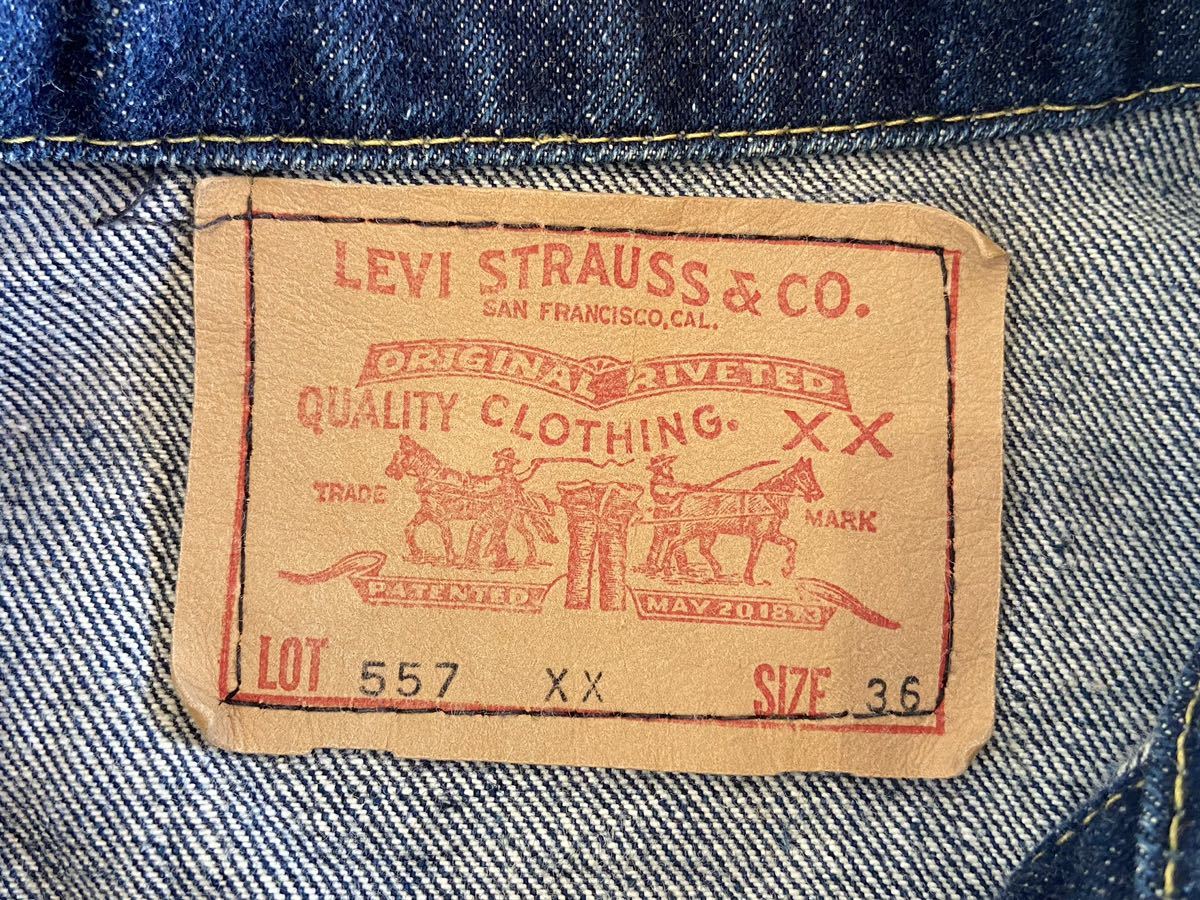 LEVI STRAUSS & CO.
SAN FRANCISCO, CAL.
ORIGINAL RIVETED
QUALITY CLOTHING. XX
TRADE MARK
PATENTED MAY 20 1873
LOT 557 XX SIZE 36